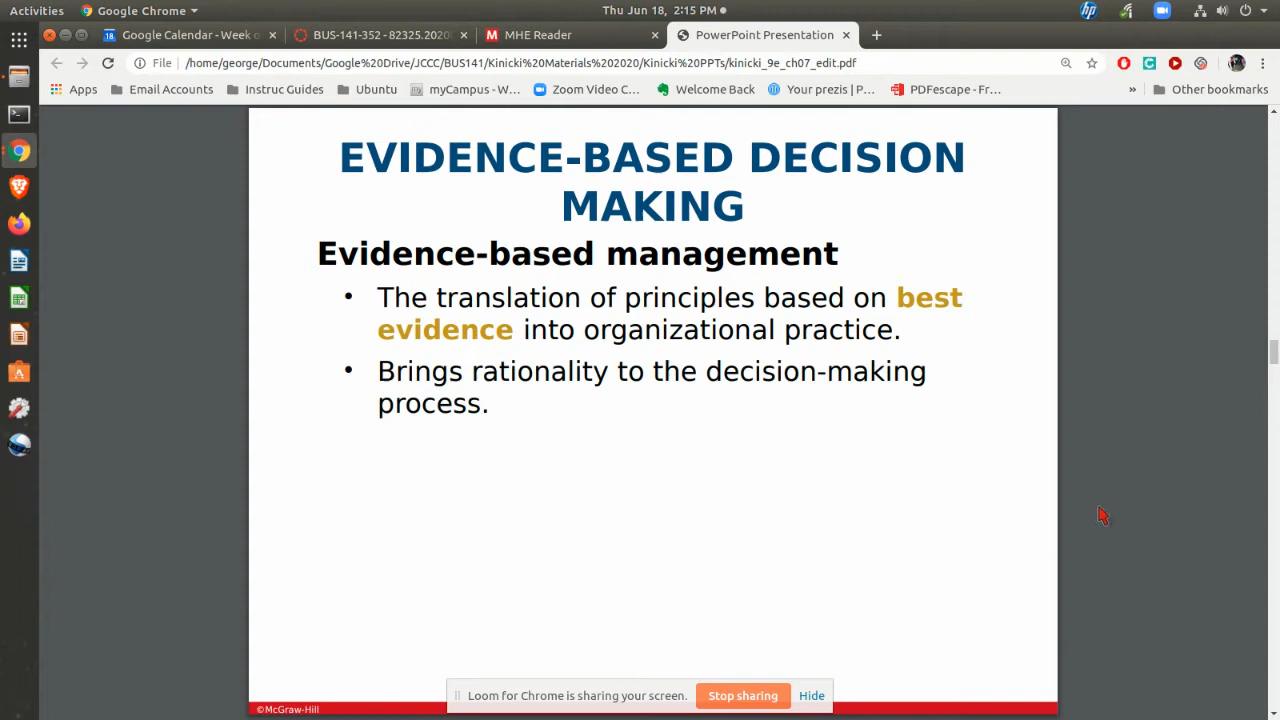 Activities
Google Chrome
Thu Jun 18, 2:15 PM
Google Calendar - Week o
BUS-141-352 - 82325.2020
MHE Reader
PowerPoint Presentation
File
/home/george/Documents/Google%20Drive/JCCC/BUS141/Kinicki%20Materials%202020/Kinicki%20PPTs/kinicki_9e_ch07_edit.pdf
Apps
Email Accounts
Instruc Guides
Ubuntu
myCampus - W...
Zoom Video C...
Welcome Back
Your prezis | P...
PDFescape - Fr...
»
Other bookmarks
EVIDENCE-BASED DECISION
MAKING
Evidence-based management
• The translation of principles based on best
evidence into organizational practice.
• Brings rationality to the decision-making
process.
Loom for Chrome is sharing your screen.
Stop sharing
Hide
©McGraw-Hill